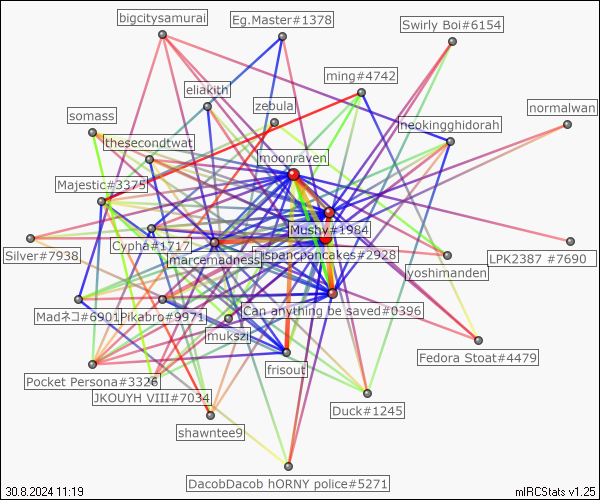 bigcitysamurai
Eg.Master#1378
Swirly Boi#6154
ming#4742
eliakith
zebula
normalwan
somass
neokingghidorah
thesecondtwat
moonraven
Majestic#3375
Mushy#1984
Cypha#1717
Silver#7938
marcemadness
spancpancakes#2928
LPK2387 #7690
yoshimanden
Madネコ#6901
Pikabro#9971
Can anything be saved#0396
mukszi
Fedora Stoat#4479
frisout
Pocket Persona#3326
JKOUYH VIII#7034
Duck#1245
shawntee9
DacobDacob hORNY police#5271
30.8.2024 11:19
mIRCStats v1.25